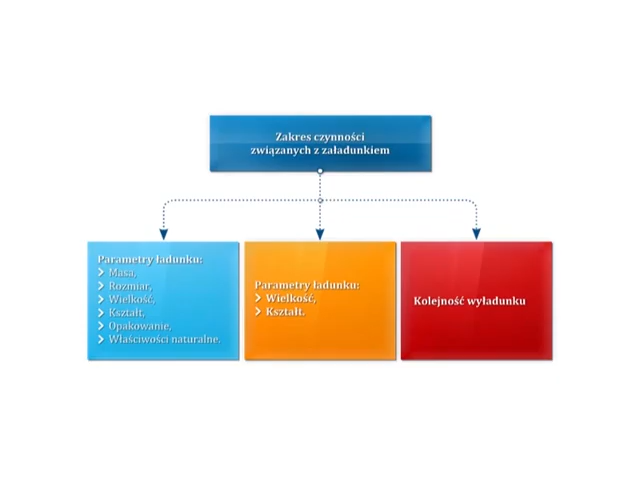 Zakres czynności
związanych z załadunkiem
Parametry ładunku:
Masa,
Rozmiar,
Wielkość,
Kształt,
Opakowanie,
Właściwości naturalne.
Parametry ładunku:
Wielkość,
Kształt.
Kolejność wyładunku